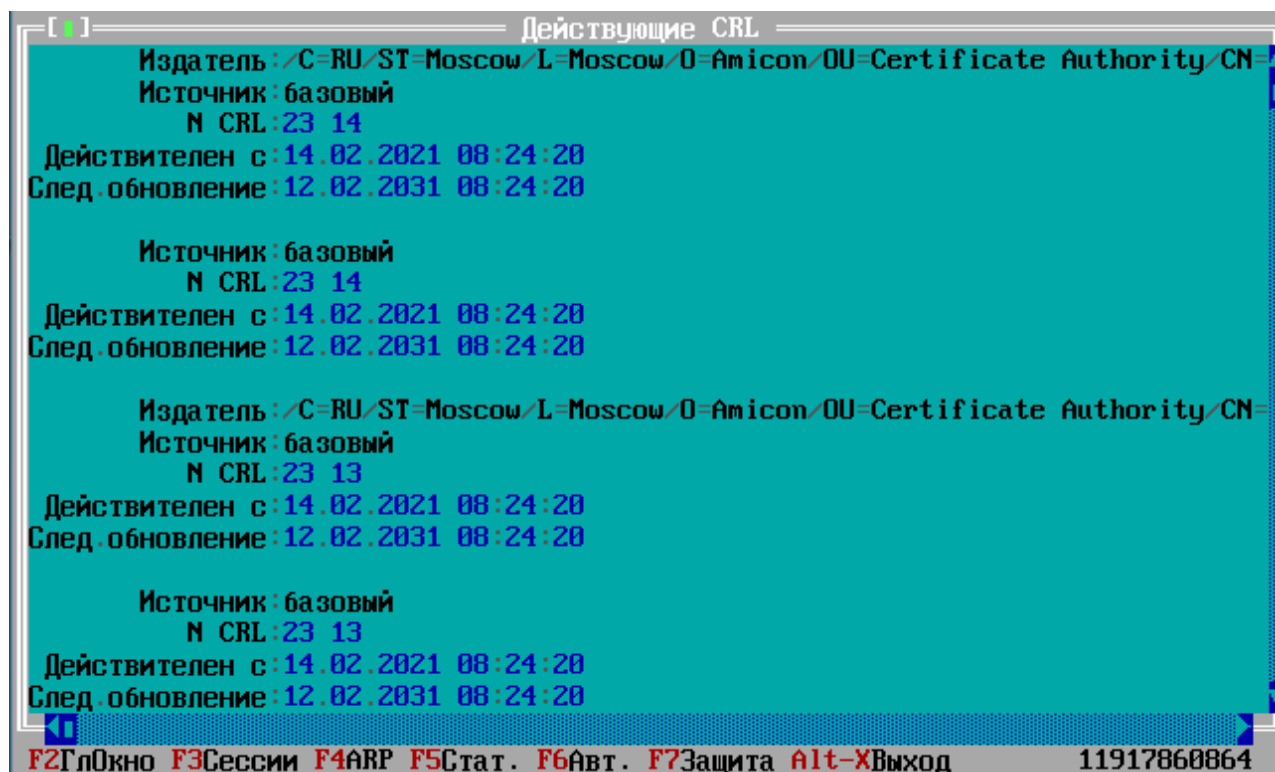 [ ] Действующие CRL
Издатель:/C=RU/ST=Moscow/L=Moscow/O=Amicon/OU=Certificate Authority/CN=
Источник:базовый
N CRL:23 14
Действителен с:14.02.2021 08:24:20
След.обновление:12.02.2031 08:24:20
Источник:базовый
N CRL:23 14
Действителен с:14.02.2021 08:24:20
След.обновление:12.02.2031 08:24:20
Издатель:/C=RU/ST=Moscow/L=Moscow/O=Amicon/OU=Certificate Authority/CN=
Источник:базовый
N CRL:23 13
Действителен с:14.02.2021 08:24:20
След.обновление:12.02.2031 08:24:20
Источник:базовый
N CRL:23 13
Действителен с:14.02.2021 08:24:20
След.обновление:12.02.2031 08:24:20
F2ГлОкно F3Сессии F4ARP F5Стат. F6Авт. F7Защита Alt-XВыход 11917860864